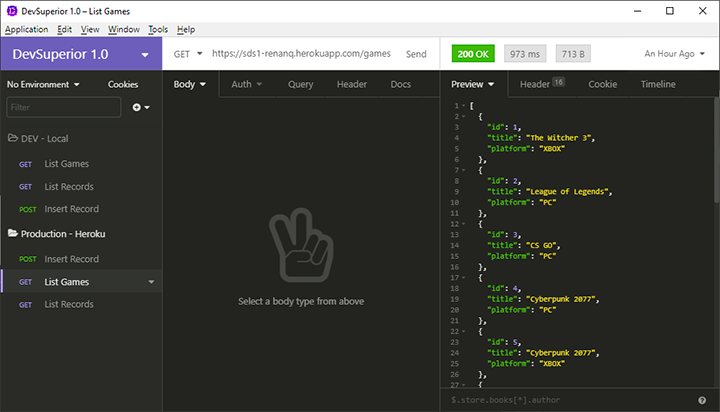 DevSuperior 1.0 – List Games
Application Edit View Window Tools Help
DevSuperior 1.0
GET https://sds1-renanq.herokuapp.com/games Send
200 OK 973 ms 713 B An Hour Ago
No Environment Cookies
Filter
DEV - Local
GET List Games
GET List Records
POST Insert Record
Production - Heroku
POST Insert Record
GET List Games
GET List Records
Body Auth Query Header Docs
Select a body type from above
Preview Header 16 Cookie Timeline
1 [
2 {
3 "id": 1,
4 "title": "The Witcher 3",
5 "platform": "XBOX"
6 },
7 {
8 "id": 2,
9 "title": "League of Legends",
10 "platform": "PC"
11 },
12 {
13 "id": 3,
14 "title": "CS GO",
15 "platform": "PC"
16 },
17 {
18 "id": 4,
19 "title": "Cyberpunk 2077",
20 "platform": "PC"
21 },
22 {
23 "id": 5,
24 "title": "Cyberpunk 2077",
25 "platform": "XBOX"
26 },
27 {
$.store.books[*].author